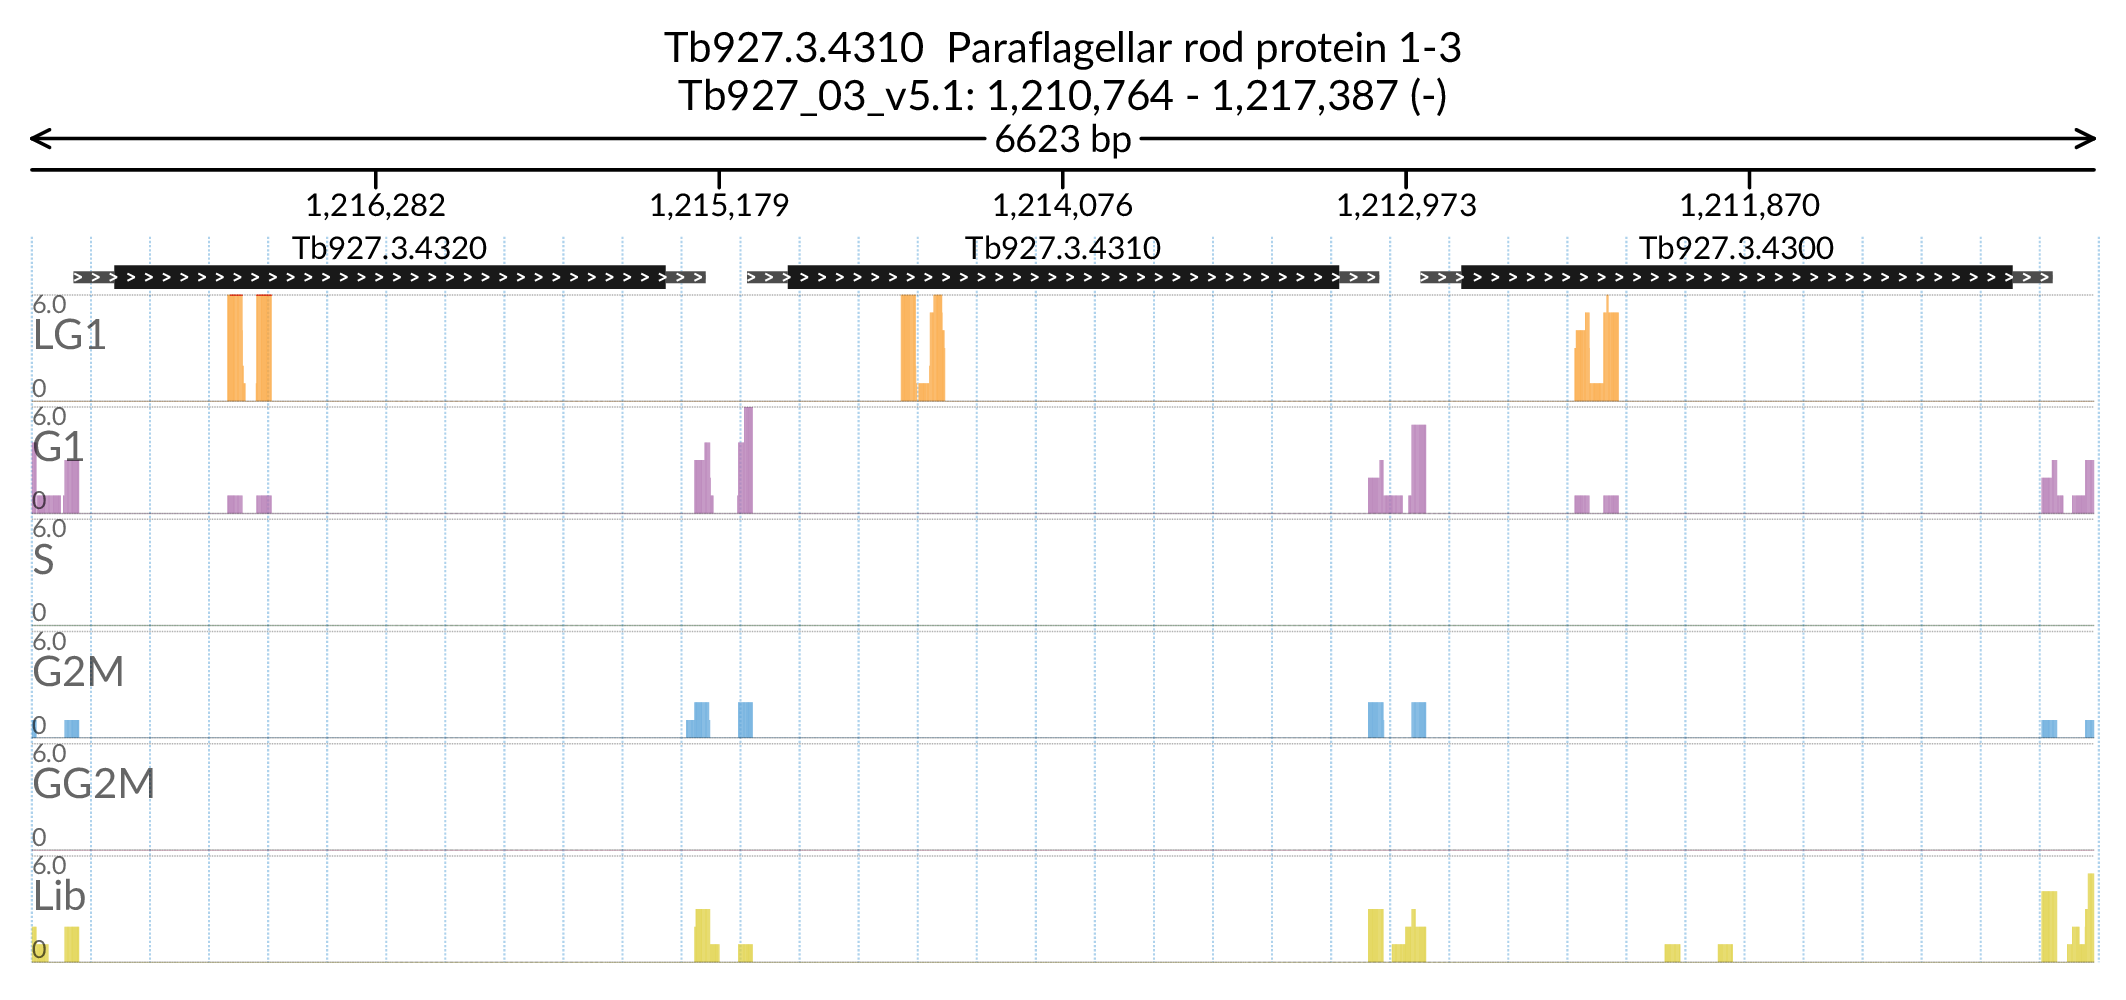 Tb927.3.4310  Paraflagellar rod protein 1-3
Tb927_03_v5.1: 1,210,764 - 1,217,387 (-)
6623 bp
1,216,282 1,215,179 1,214,076 1,212,973 1,211,870
Tb927.3.4320 Tb927.3.4310 Tb927.3.4300
6.0
LG1
0
6.0
G1
0
6.0
S
0
6.0
G2M
0
6.0
GG2M
0
6.0
Lib
0